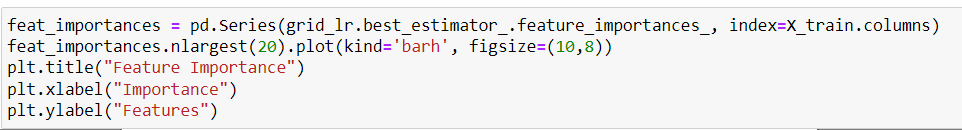 feat_importances = pd.Series(grid_lr.best_estimator_.feature_importances_, index=X_train.columns)
feat_importances.nlargest(20).plot(kind='barh', figsize=(10,8))
plt.title("Feature Importance")
plt.xlabel("Importance")
plt.ylabel("Features")